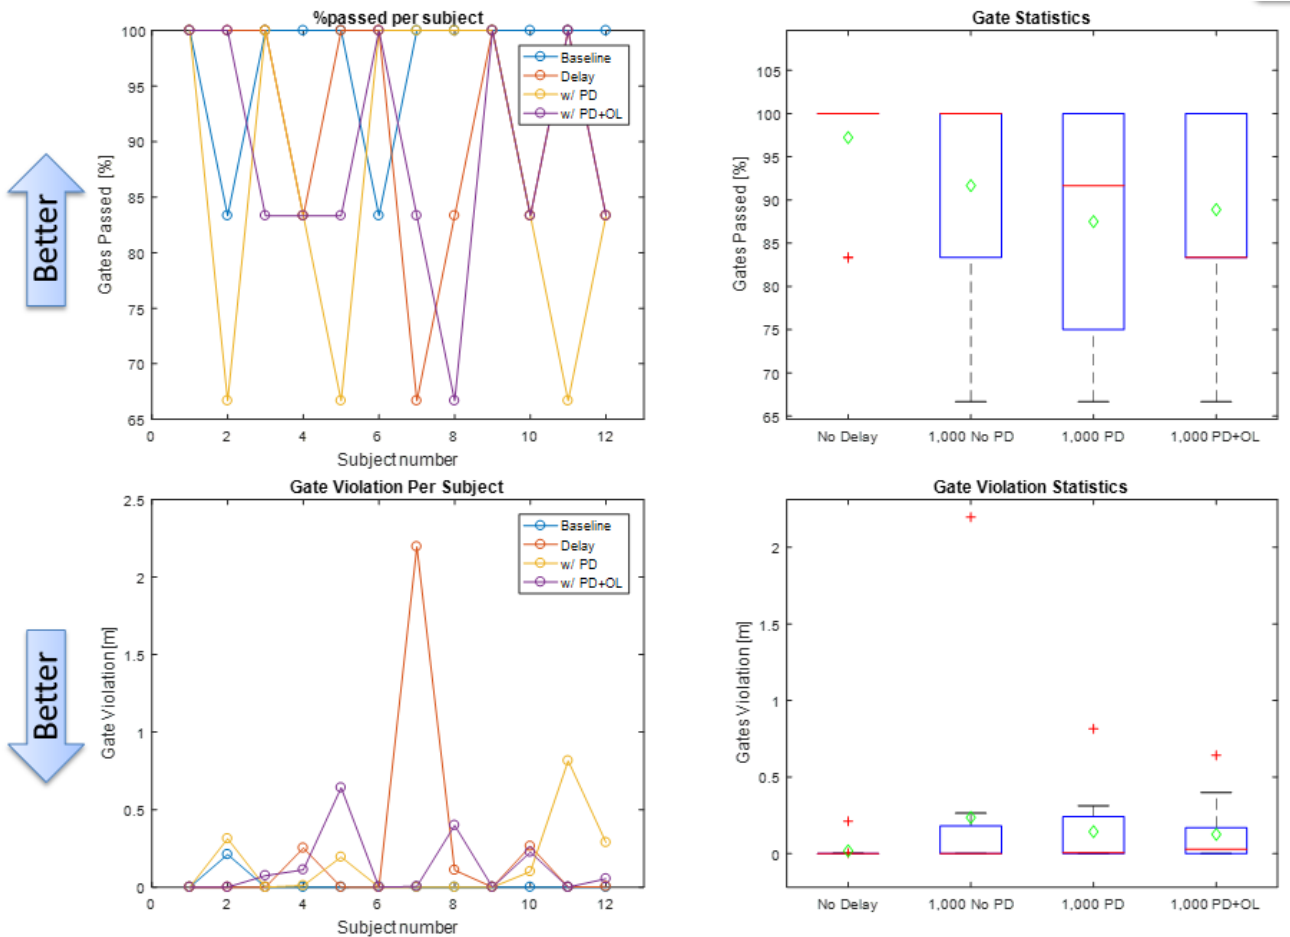 %passed per subject
100
95
90
85
80
75
70
65
0
2
4
6
8
10
12
Gates Passed [%]
Subject number
Baseline
Delay
w/ PD
w/ PD+OL
Better
Gate Statistics
105
100
95
90
85
80
75
70
65
Gates Passed [%]
No Delay
1,000 No PD
1,000 PD
1,000 PD+OL
Gate Violation Per Subject
2.5
2
1.5
1
0.5
0
0
2
4
6
8
10
12
Gate Violation [m]
Subject number
Baseline
Delay
w/ PD
w/ PD+OL
Better
Gate Violation Statistics
2
1.5
1
0.5
0
Gates Violation [m]
No Delay
1,000 No PD
1,000 PD
1,000 PD+OL